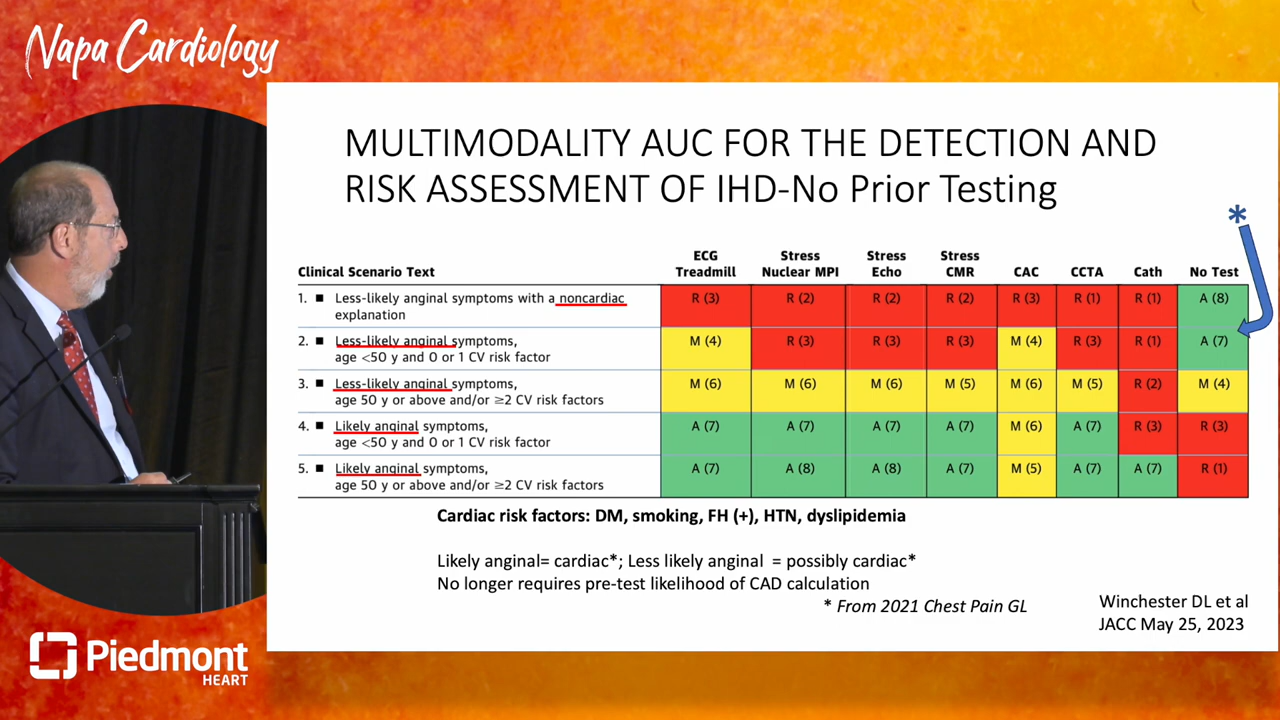 Napa Cardiology
MULTIMODALITY AUC FOR THE DETECTION AND
RISK ASSESSMENT OF IHD-No Prior Testing
*
Clinical Scenario Text ECG Treadmill Stress Nuclear MPI Stress Echo Stress CMR CAC CCTA Cath No Test
1. ■ Less-likely anginal symptoms with a noncardiac explanation R (3) R (2) R (2) R (2) R (3) R (1) R (1) A (8)
2. ■ Less-likely anginal symptoms, age <50 y and 0 or 1 CV risk factor M (4) R (3) R (3) R (3) M (4) R (3) R (1) A (7)
3. ■ Less-likely anginal symptoms, age 50 y or above and/or ≥2 CV risk factors M (6) M (6) M (6) M (5) M (6) M (5) R (2) M (4)
4. ■ Likely anginal symptoms, age <50 y and 0 or 1 CV risk factor A (7) A (7) A (7) A (7) M (6) A (7) R (3) R (3)
5. ■ Likely anginal symptoms, age 50 y or above and/or ≥2 CV risk factors A (7) A (8) A (8) A (7) M (5) A (7) A (7) R (1)
Cardiac risk factors: DM, smoking, FH (+), HTN, dyslipidemia
Likely anginal= cardiac*; Less likely anginal = possibly cardiac*
No longer requires pre-test likelihood of CAD calculation
* From 2021 Chest Pain GL
Winchester DL et al
JACC May 25, 2023
Piedmont
HEART